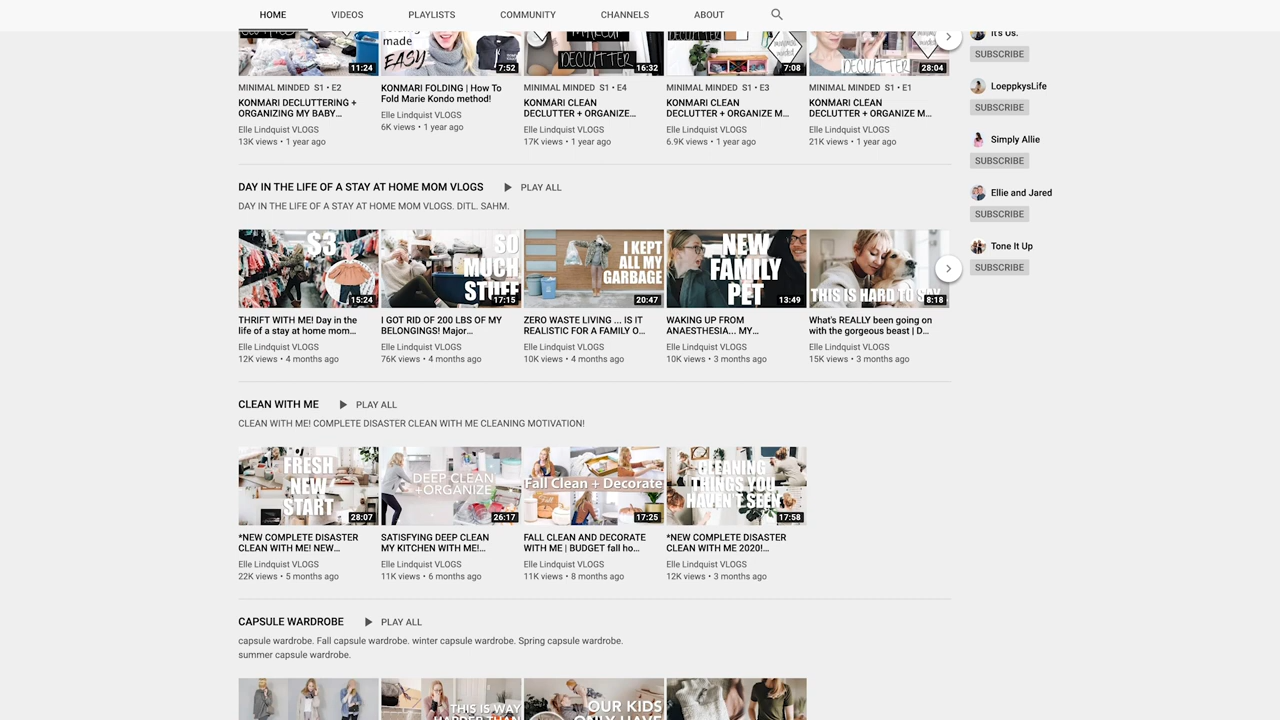 HOME VIDEOS PLAYLISTS COMMUNITY CHANNELS ABOUT
It's Us.
SUBSCRIBE
made
EASY
DECLUTTER
DECLUTTER
DECLUTTER
11:24
7:52
16:32
7:08
28:04
MINIMAL MINDED S1 • E2
KONMARI DECLUTTERING +
ORGANIZING MY BABY...
Elle Lindquist VLOGS
13K views • 1 year ago
KONMARI FOLDING | How To
Fold Marie Kondo method!
Elle Lindquist VLOGS
6K views • 1 year ago
MINIMAL MINDED S1 • E4
KONMARI CLEAN
DECLUTTER + ORGANIZE...
Elle Lindquist VLOGS
17K views • 1 year ago
MINIMAL MINDED S1 • E3
KONMARI CLEAN
DECLUTTER + ORGANIZE M...
Elle Lindquist VLOGS
6.9K views • 1 year ago
MINIMAL MINDED S1 • E1
KONMARI CLEAN
DECLUTTER + ORGANIZE M...
Elle Lindquist VLOGS
21K views • 1 year ago
LoeppkysLife
SUBSCRIBE
Simply Allie
SUBSCRIBE
Ellie and Jared
SUBSCRIBE
Tone It Up
SUBSCRIBE
DAY IN THE LIFE OF A STAY AT HOME MOM VLOGS PLAY ALL
DAY IN THE LIFE OF A STAY AT HOME MOM VLOGS. DITL. SAHM.
$3
15:24
THRIFT WITH ME! Day in the
life of a stay at home mom...
Elle Lindquist VLOGS
12K views • 4 months ago
SO
MUCH
STUFF
17:15
I GOT RID OF 200 LBS OF MY
BELONGINGS! Major...
Elle Lindquist VLOGS
76K views • 4 months ago
I KEPT
ALL MY
GARBAGE
20:47
ZERO WASTE LIVING ... IS IT
REALISTIC FOR A FAMILY O...
Elle Lindquist VLOGS
10K views • 4 months ago
NEW
FAMILY
PET
13:49
WAKING UP FROM
ANAESTHESIA... MY...
Elle Lindquist VLOGS
10K views • 3 months ago
THIS IS HARD TO SAY
8:18
What's REALLY been going on
with the gorgeous beast | D...
Elle Lindquist VLOGS
15K views • 3 months ago
CLEAN WITH ME PLAY ALL
CLEAN WITH ME! COMPLETE DISASTER CLEAN WITH ME CLEANING MOTIVATION!
FRESH
NEW
START
28:07
*NEW COMPLETE DISASTER
CLEAN WITH ME! NEW...
Elle Lindquist VLOGS
22K views • 5 months ago
DEEP CLEAN
+ORGANIZE
26:17
SATISFYING DEEP CLEAN
MY KITCHEN WITH ME!...
Elle Lindquist VLOGS
11K views • 6 months ago
Fall Clean + Decorate
17:25
FALL CLEAN AND DECORATE
WITH ME | BUDGET fall ho...
Elle Lindquist VLOGS
11K views • 8 months ago
CLEANING
THINGS YOU
HAVEN'T SEEN
17:58
*NEW COMPLETE DISASTER
CLEAN WITH ME 2020!...
Elle Lindquist VLOGS
12K views • 3 months ago
CAPSULE WARDROBE PLAY ALL
capsule wardrobe. Fall capsule wardrobe. winter capsule wardrobe. Spring capsule wardrobe.
summer capsule wardrobe.
THIS IS WAY
HARDER THAN
OUR KIDS
ONLY HAVE